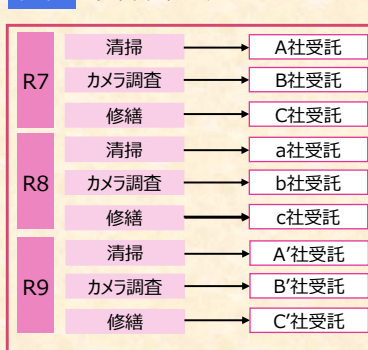 清掃 A社受託
R7 カメラ調査 B社受託
修繕 C社受託
清掃 a社受託
R8 カメラ調査 b社受託
修繕 c社受託
清掃 A′社受託
R9 カメラ調査 B′社受託
修繕 C′社受託